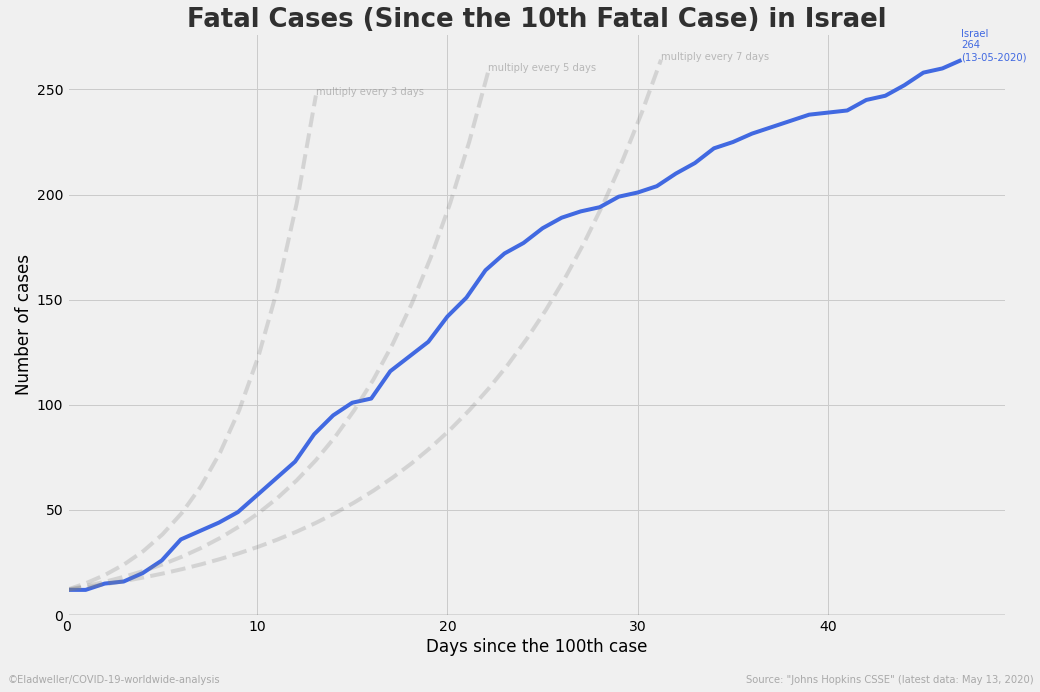 Fatal Cases (Since the 10th Fatal Case) in Israel
Israel
264
(13-05-2020)
multiply every 7 days
multiply every 5 days
multiply every 3 days
250
200
150
100
50
0
Number of cases
0 10 20 30 40
Days since the 100th case
©Eladweller/COVID-19-worldwide-analysis
Source: "Johns Hopkins CSSE" (latest data: May 13, 2020)